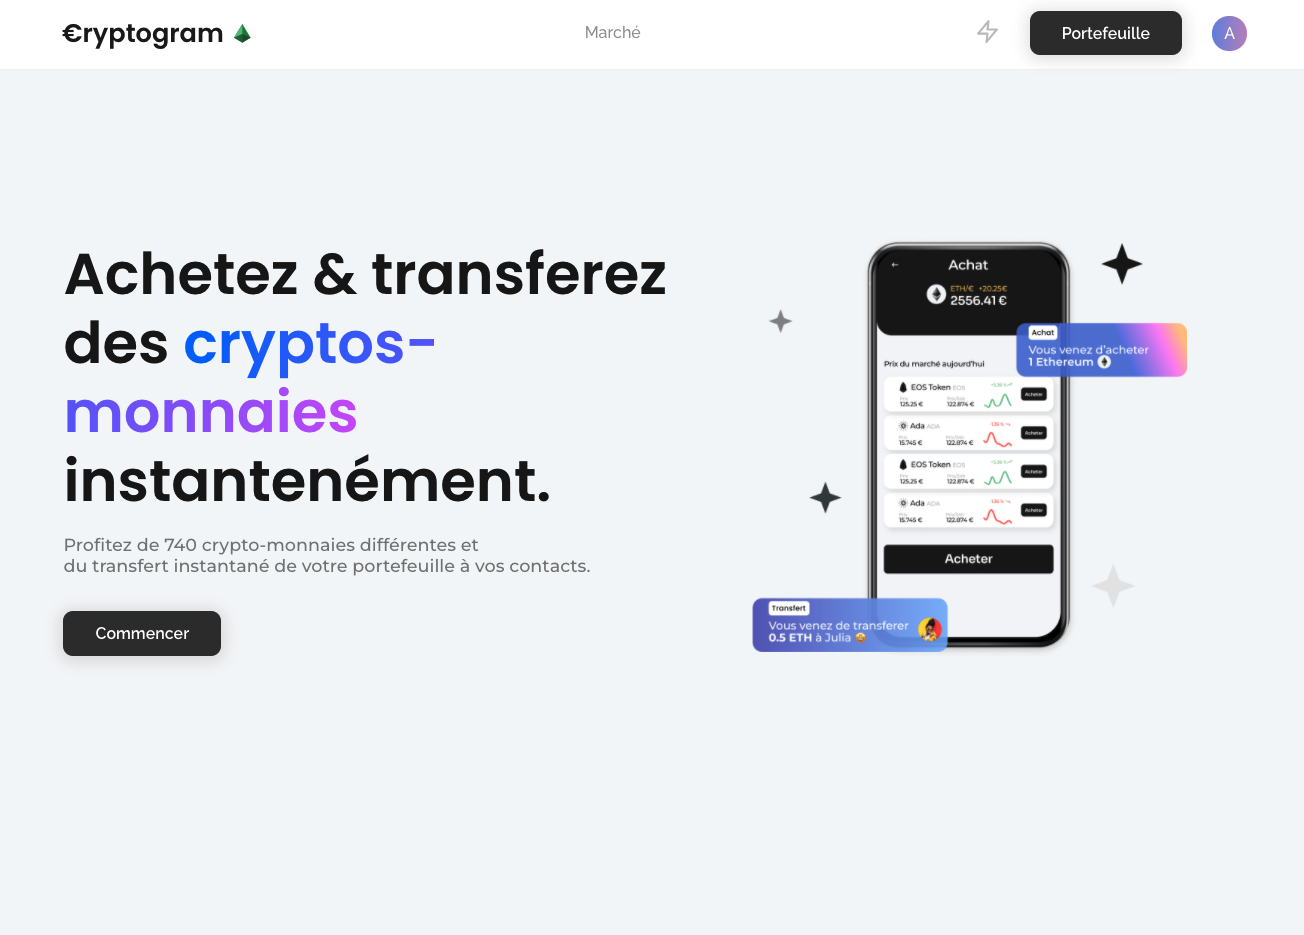 €ryptogram
Marché
Portefeuille
A
Achetez & transferez
des cryptos-
monnaies
instantenément.
Profitez de 740 crypto-monnaies différentes et
du transfert instantané de votre portefeuille à vos contacts.
Commencer
Achat
ETH/€ +20.25€
2556.41 €
Achat
Vous venez d'acheter
1 Ethereum
Prix du marché aujourd'hui
EOS Token EOS
125.25 € 122.874 €
Acheter
Ada ADA
15.745 € 122.874 €
Acheter
EOS Token EOS
125.25 € 122.874 €
Acheter
Ada ADA
15.745 € 122.874 €
Acheter
Acheter
Transfert
Vous venez de transferer
0.5 ETH à Julia